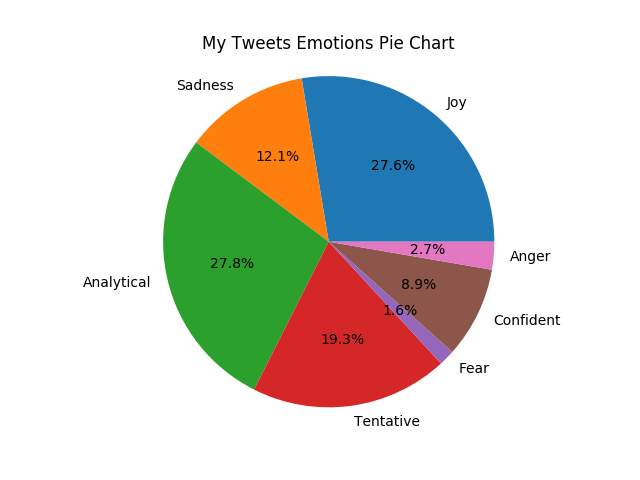 My Tweets Emotions Pie Chart
Sadness
Joy
12.1%
27.6%
Analytical
27.8%
2.7%
Anger
8.9%
Confident
1.6%
19.3%
Fear
Tentative